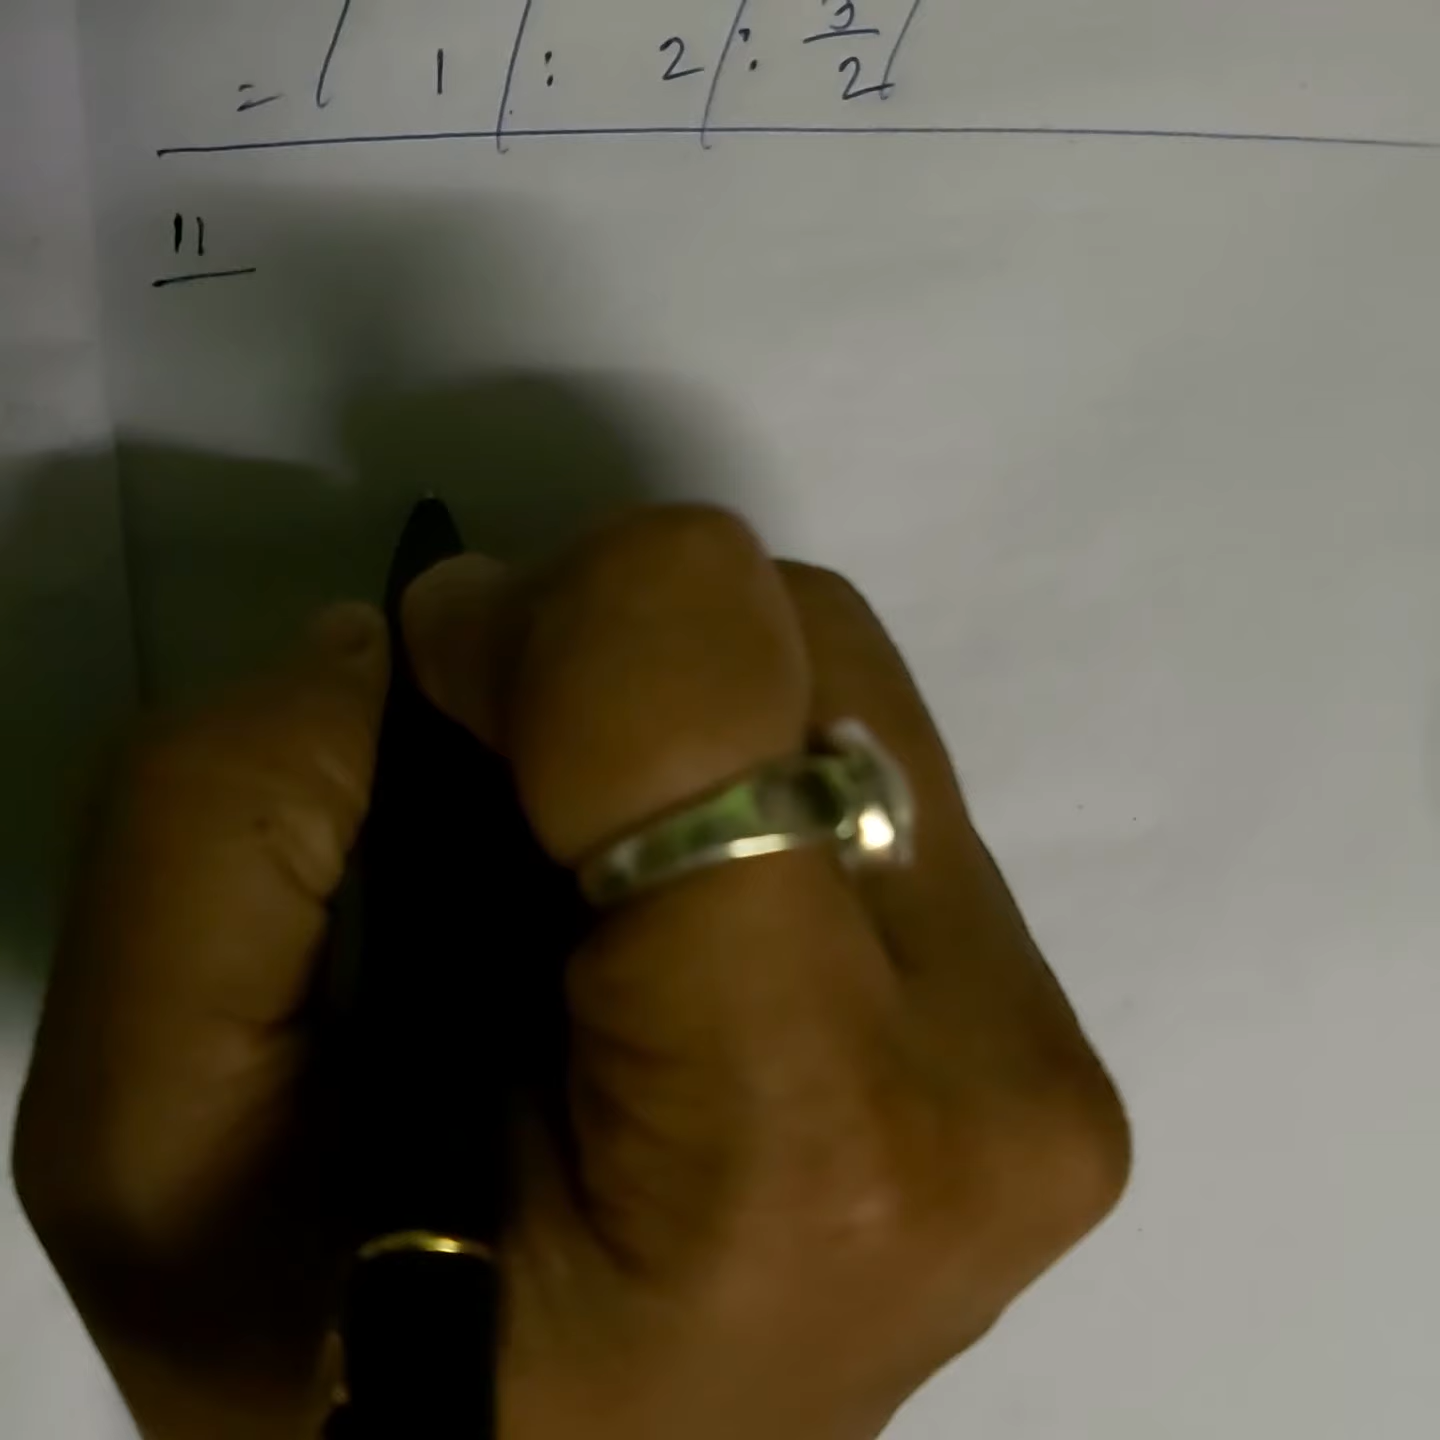 = / 1 / : 2 / : 3/2 /
11